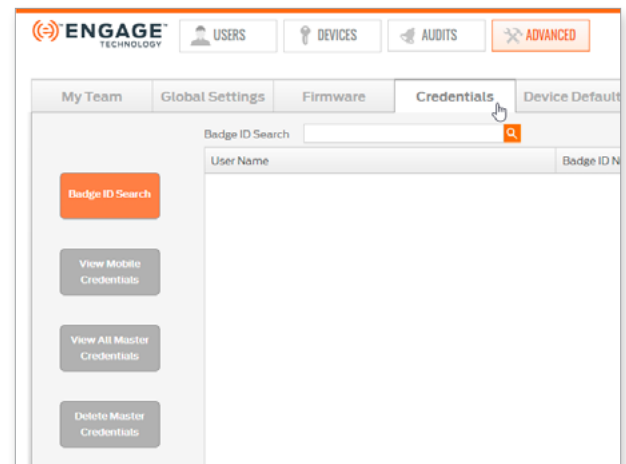 ENGAGE™
TECHNOLOGY
USERS
DEVICES
AUDITS
ADVANCED
My Team
Global Settings
Firmware
Credentials
Device Default
Badge ID Search
User Name
Badge ID N
Badge ID Search
View Mobile
Credentials
View All Master
Credentials
Delete Master
Credentials